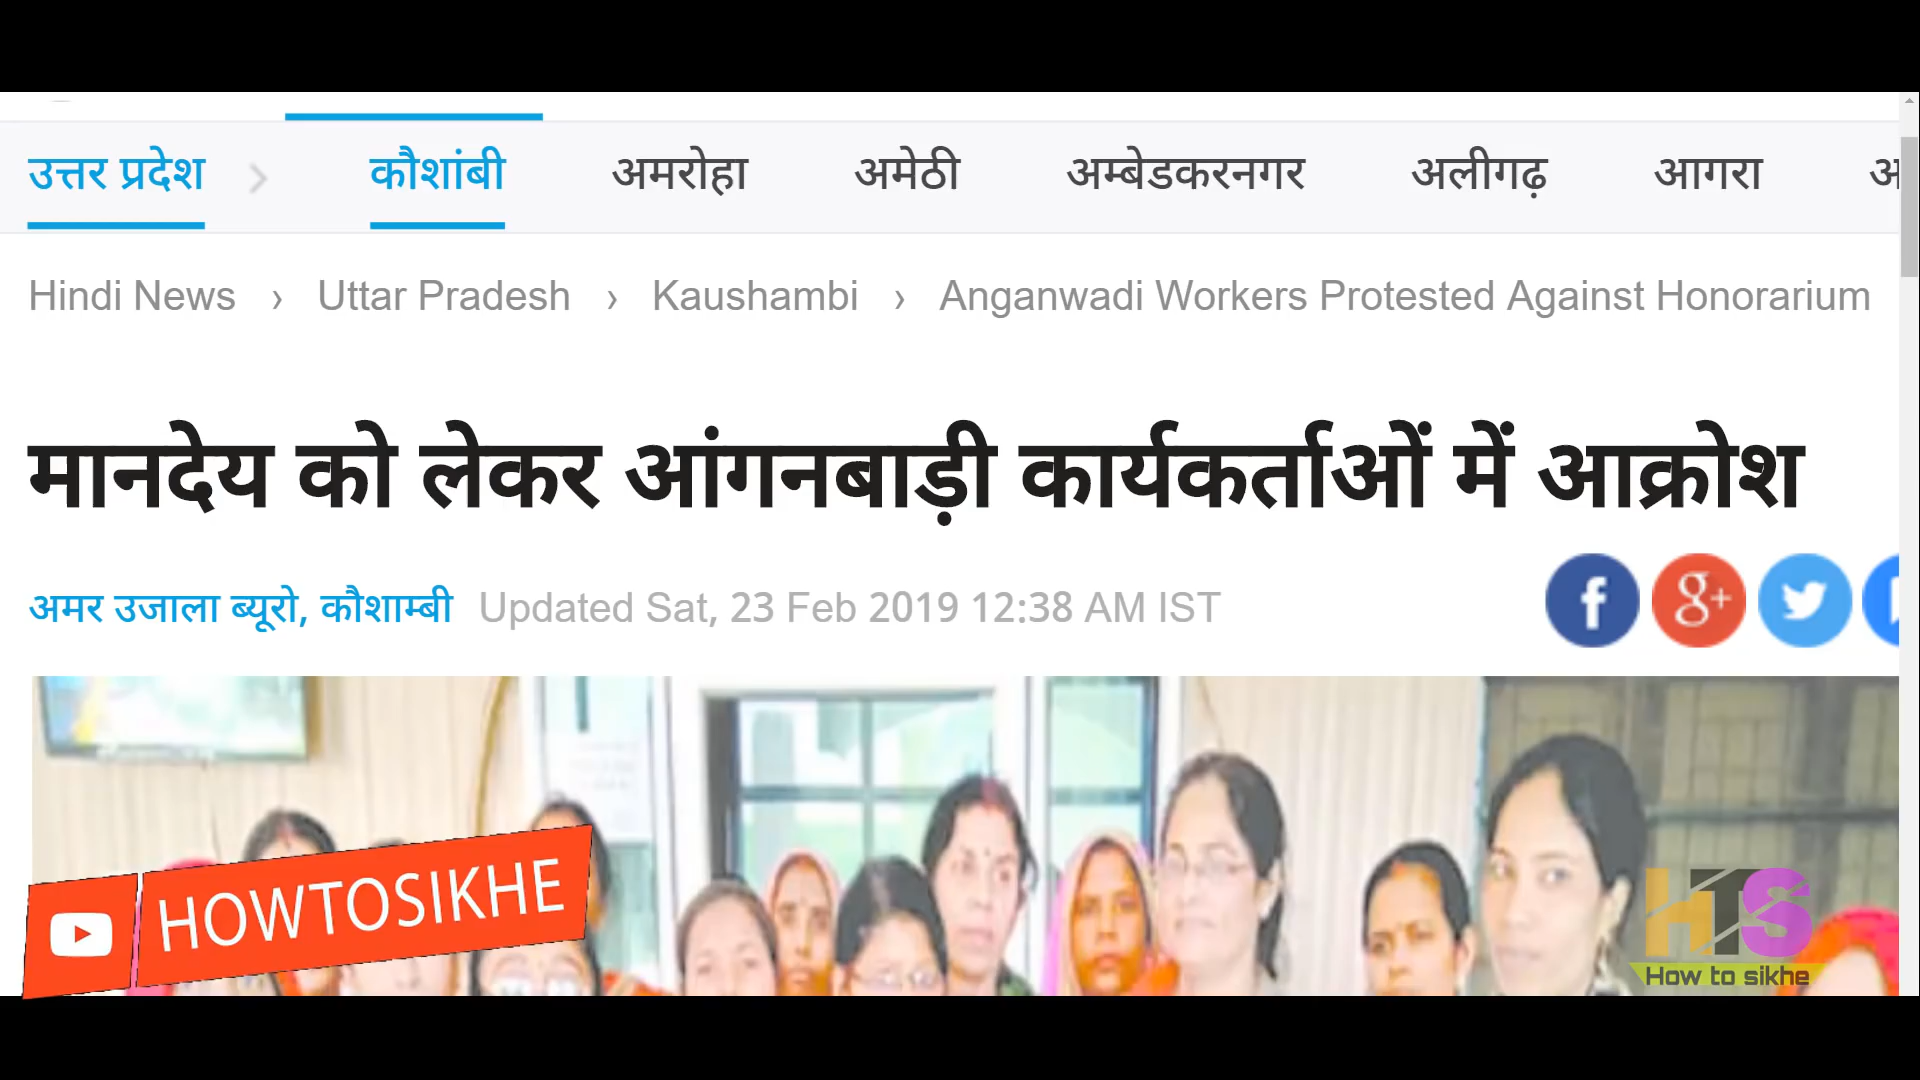 उत्तर प्रदेश › कौशांबी अमरोहा अमेठी अम्बेडकरनगर अलीगढ़ आगरा
Hindi News › Uttar Pradesh › Kaushambi › Anganwadi Workers Protested Against Honorarium
मानदेय को लेकर आंगनबाड़ी कार्यकर्ताओं में आक्रोश
अमर उजाला ब्यूरो, कौशाम्बी Updated Sat, 23 Feb 2019 12:38 AM IST
HOWTOSIKHE
HTS
How to sikhe